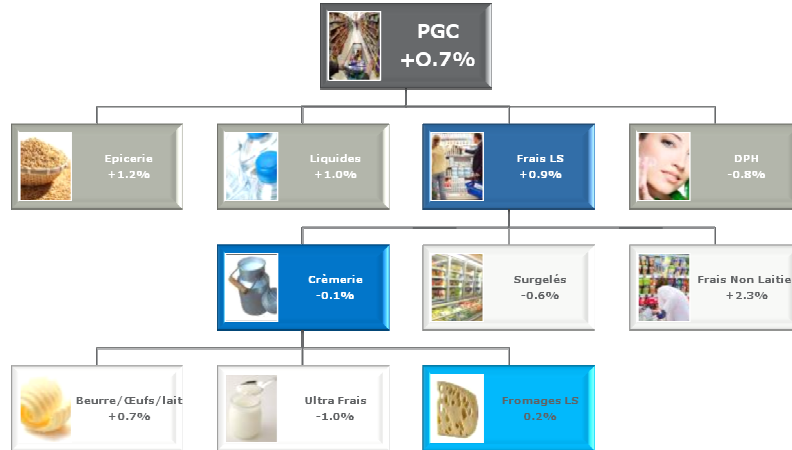 PGC
+O.7%
Epicerie
+1.2%
Liquides
+1.0%
Frais LS
+0.9%
DPH
-0.8%
Crèmerie
-0.1%
Surgelés
-0.6%
Frais Non Laitie
+2.3%
Beurre/Œufs/lait
+0.7%
Ultra Frais
-1.0%
Fromages LS
0.2%